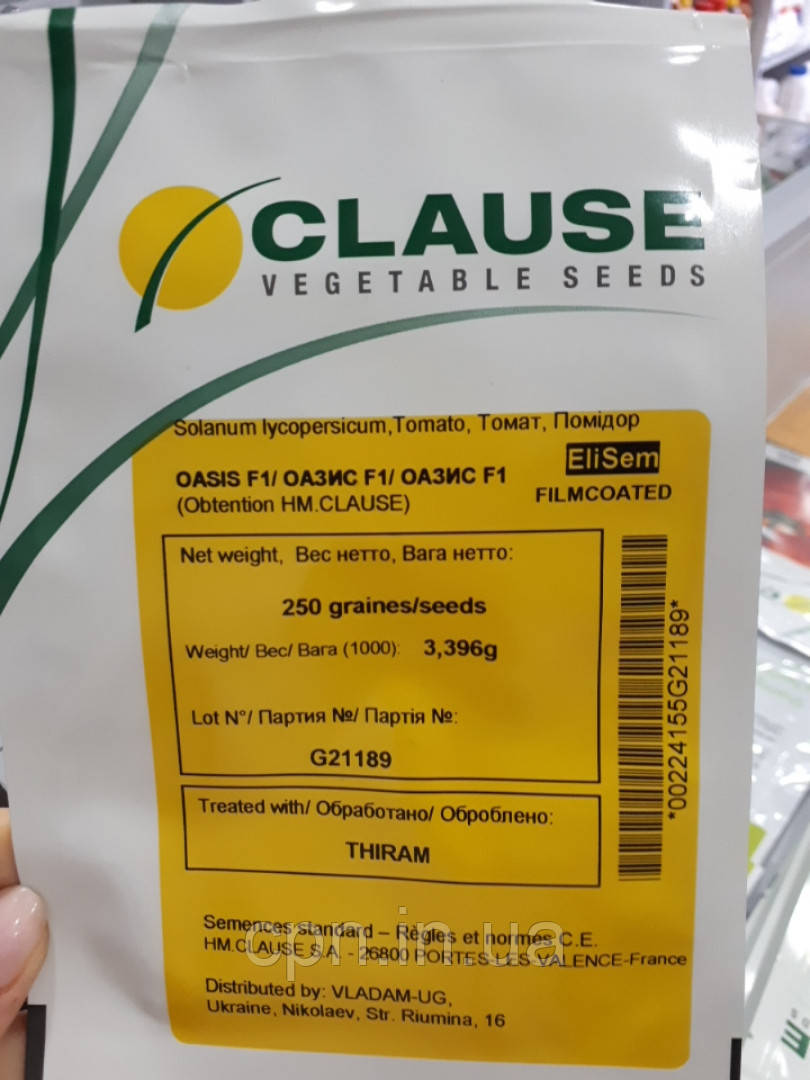 CLAUSE
VEGETABLE SEEDS
Solanum lycopersicum,Tomato, Томат, Помідор
OASIS F1/ ОАЗИС F1/ ОАЗИС F1
(Obtention HM.CLAUSE)
EliSem
FILMCOATED
Net weight, Вес нетто, Вага нетто:
250 graines/seeds
Weight/ Вес/ Вага (1000): 3,396g
Lot N°/ Партия №/ Партія №:
G21189
*00224155G21189*
Treated with/ Обработано/ Оброблено:
THIRAM
Semences standard – Règles et normes C.E.
HM.CLAUSE S.A. - 26800 PORTES-LES-VALENCE-France
cpn.in.ua
Distributed by: VLADAM-UG,
Ukraine, Nikolaev, Str. Riumina, 16